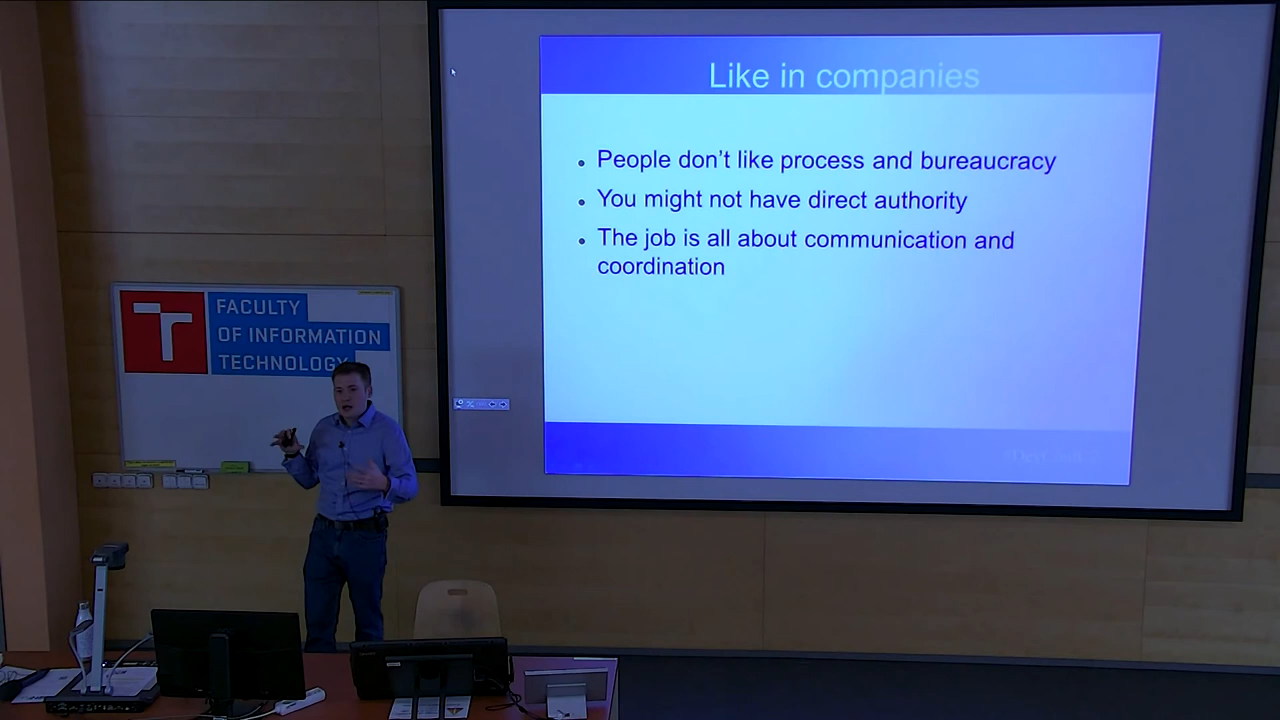 Like in companies
People don't like process and bureaucracy
You might not have direct authority
The job is all about communication and
coordination
FACULTY
OF INFORMATION
TECHNOLOGY